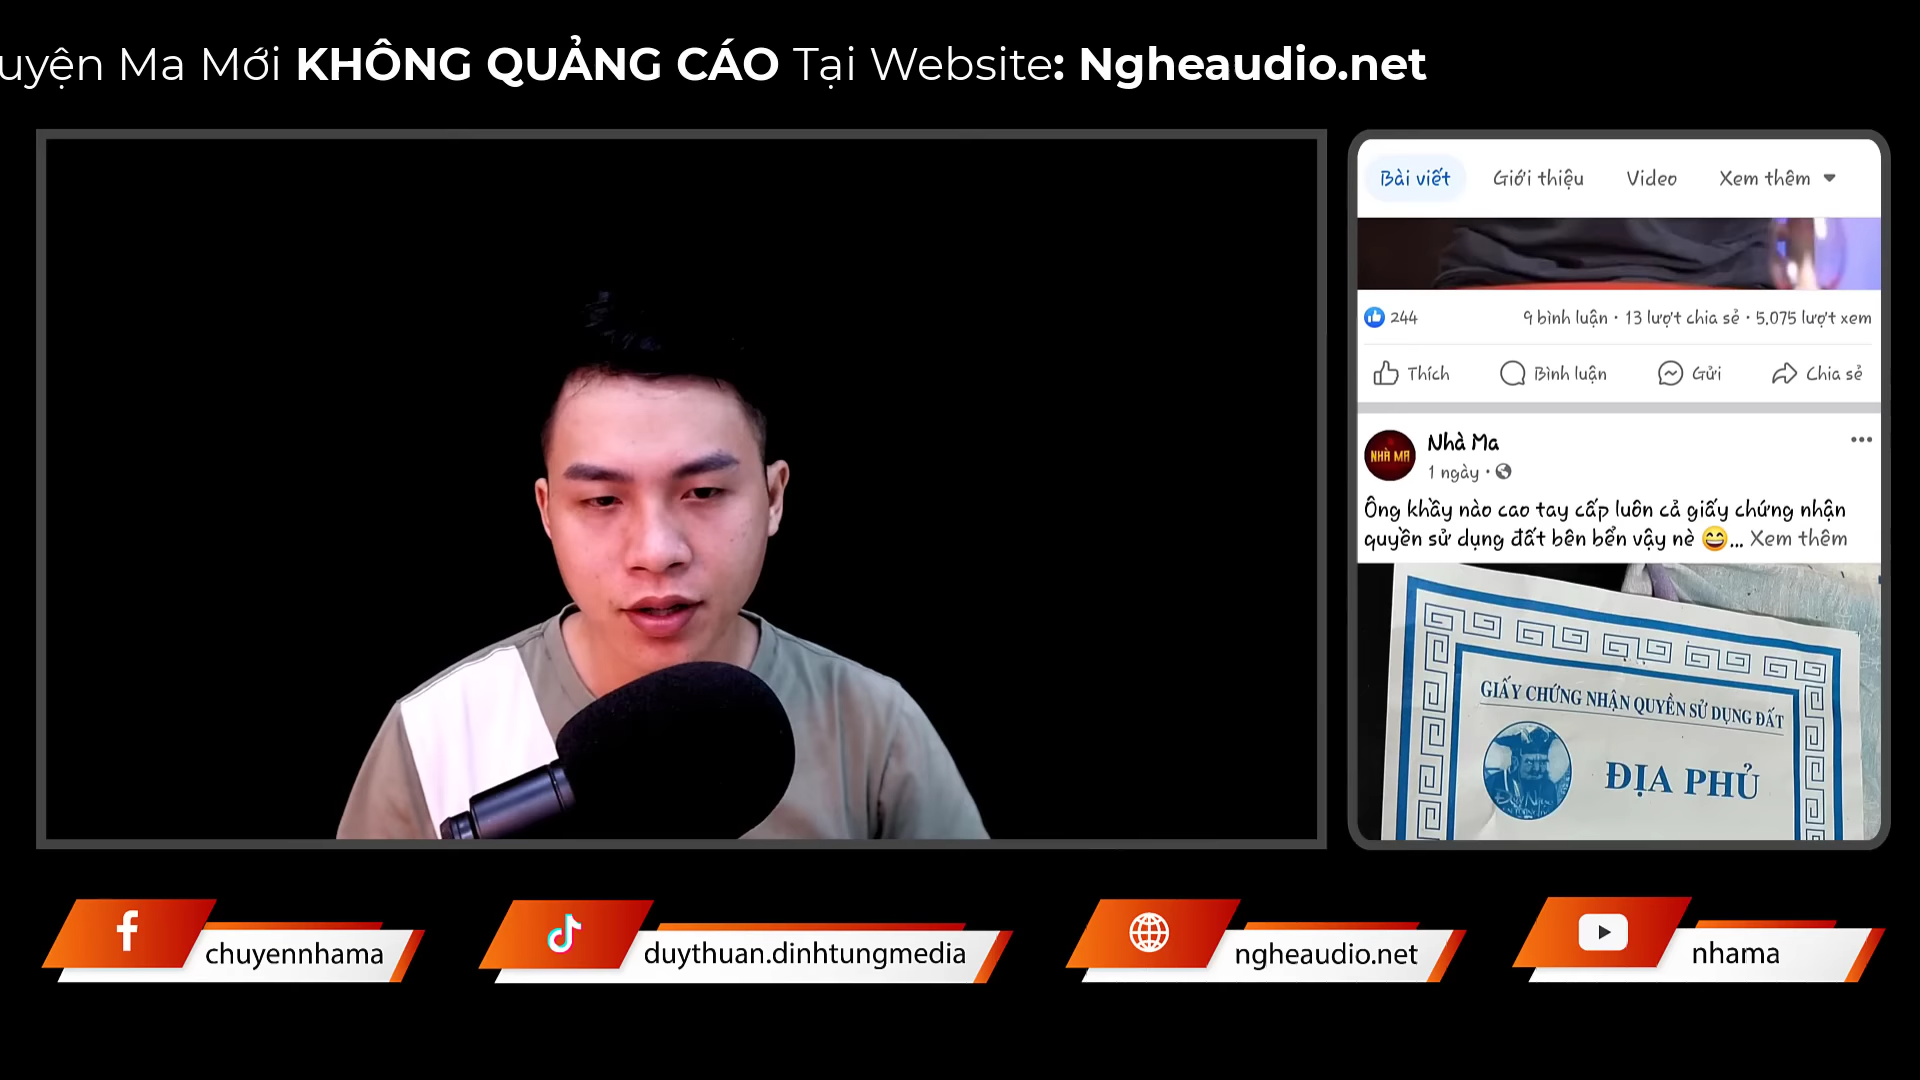 uyện Ma Mới KHÔNG QUẢNG CÁO Tại Website: Ngheaudio.net
Bài viết Giới thiệu Video Xem thêm
244 9 bình luận · 13 lượt chia sẻ · 5.075 lượt xem
Thích Bình luận Gửi Chia sẻ
NHÀ MA
Nhà Ma
1 ngày ·
Ông khầy nào cao tay cấp luôn cả giấy chứng nhận
quyền sử dụng đất bên bển vậy nè 😄... Xem thêm
GIẤY CHỨNG NHẬN QUYỀN SỬ DỤNG ĐẤT
ĐỊA PHỦ
chuyennhama
duythuan.dinhtungmedia
ngheaudio.net
nhama